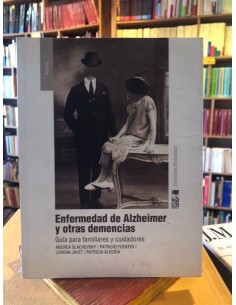 Enfermedad de Alzheimer
y otras demencias
Guía para familiares y cuidadores
ANDREA SLACHEVSKY / PATRICIO FUENTES /
LORENA JAVET / PATRICIA ALEGRÍA
J.M